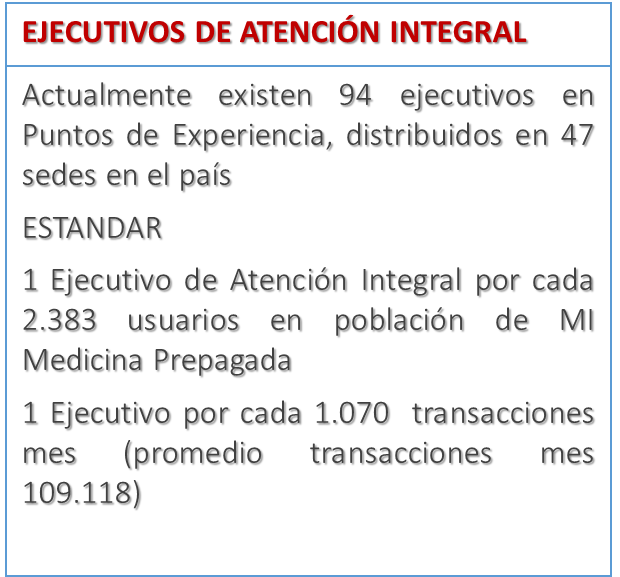 EJECUTIVOS DE ATENCIÓN INTEGRAL
Actualmente existen 94 ejecutivos en
Puntos de Experiencia, distribuidos en 47
sedes en el país
ESTANDAR
1 Ejecutivo de Atención Integral por cada
2.383 usuarios en población de MI
Medicina Prepagada
1 Ejecutivo por cada 1.070 transacciones
mes (promedio transacciones mes
109.118)